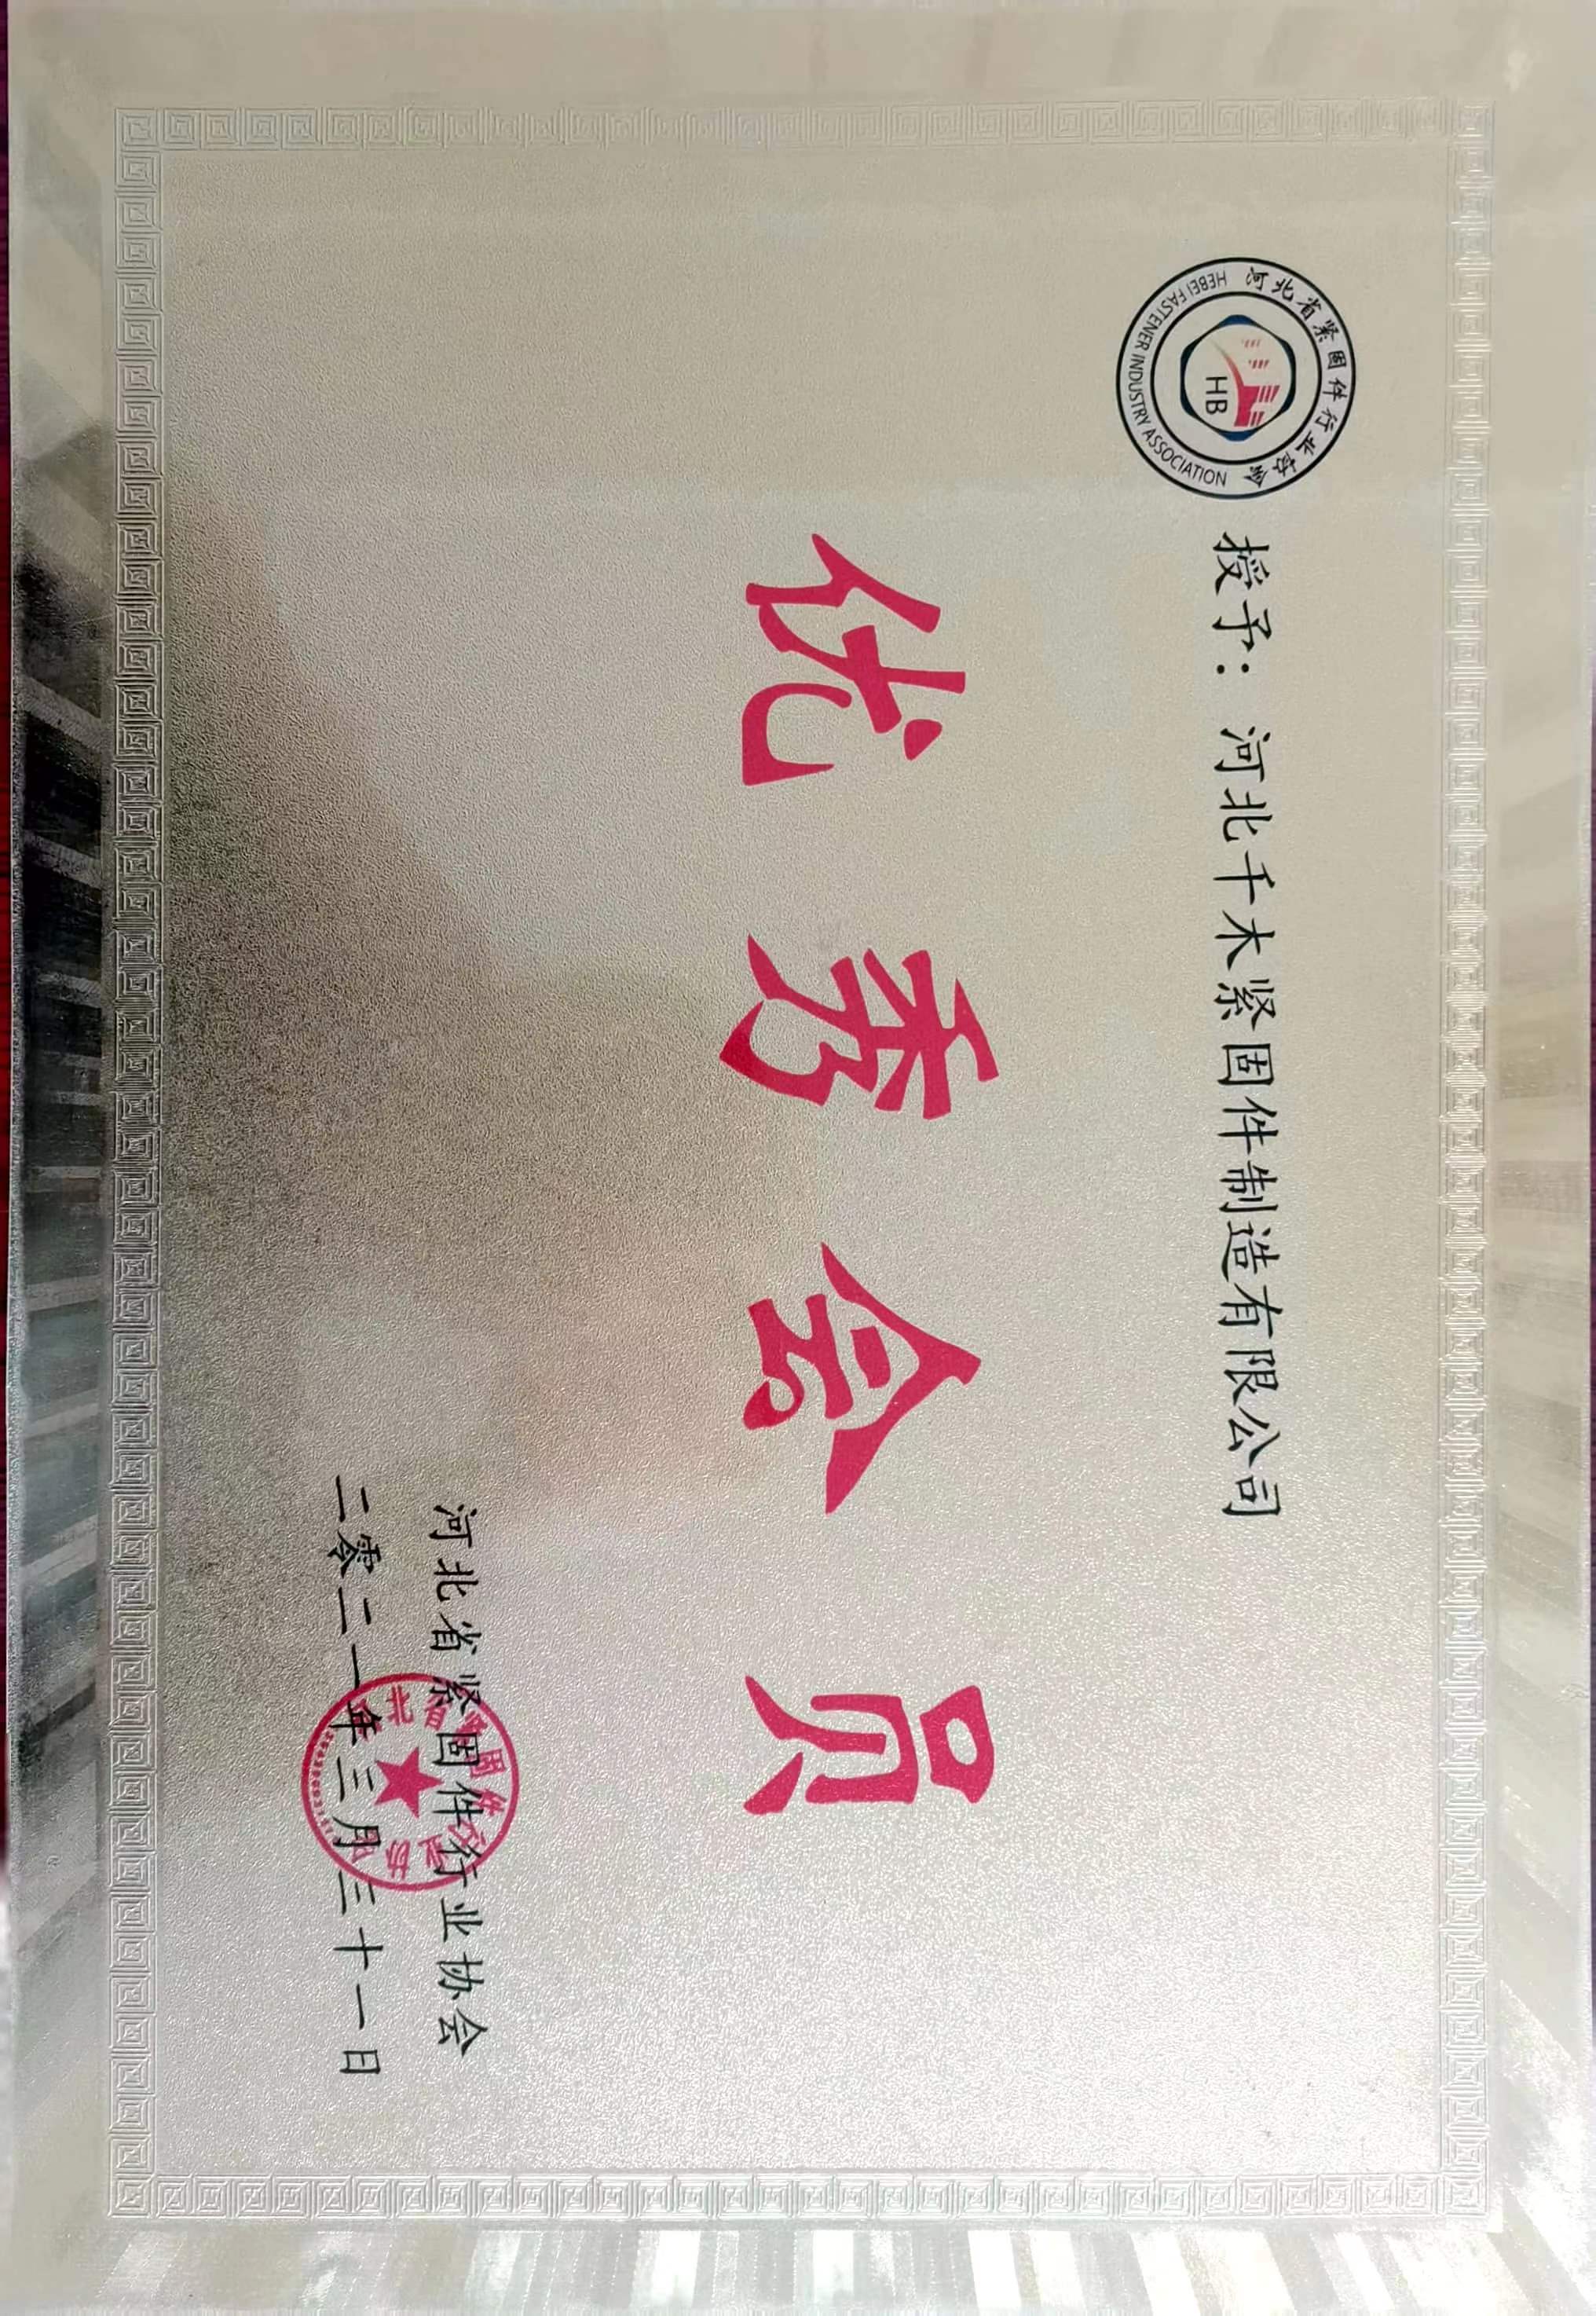 河北省紧固件行业协会
HEBEI FASTENER INDUSTRY ASSOCIATION
HB
授予：河北千木紧固件制造有限公司
优秀会员
河北省紧固件行业协会
二零二一年三月三十一日